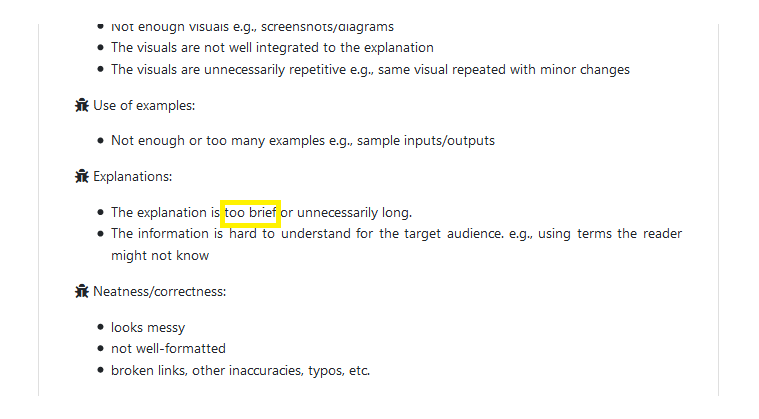 • Not enough visuals e.g., screenshots/diagrams
• The visuals are not well integrated to the explanation
• The visuals are unnecessarily repetitive e.g., same visual repeated with minor changes
Use of examples:
• Not enough or too many examples e.g., sample inputs/outputs
Explanations:
• The explanation is too brief or unnecessarily long.
• The information is hard to understand for the target audience. e.g., using terms the reader
might not know
Neatness/correctness:
• looks messy
• not well-formatted
• broken links, other inaccuracies, typos, etc.